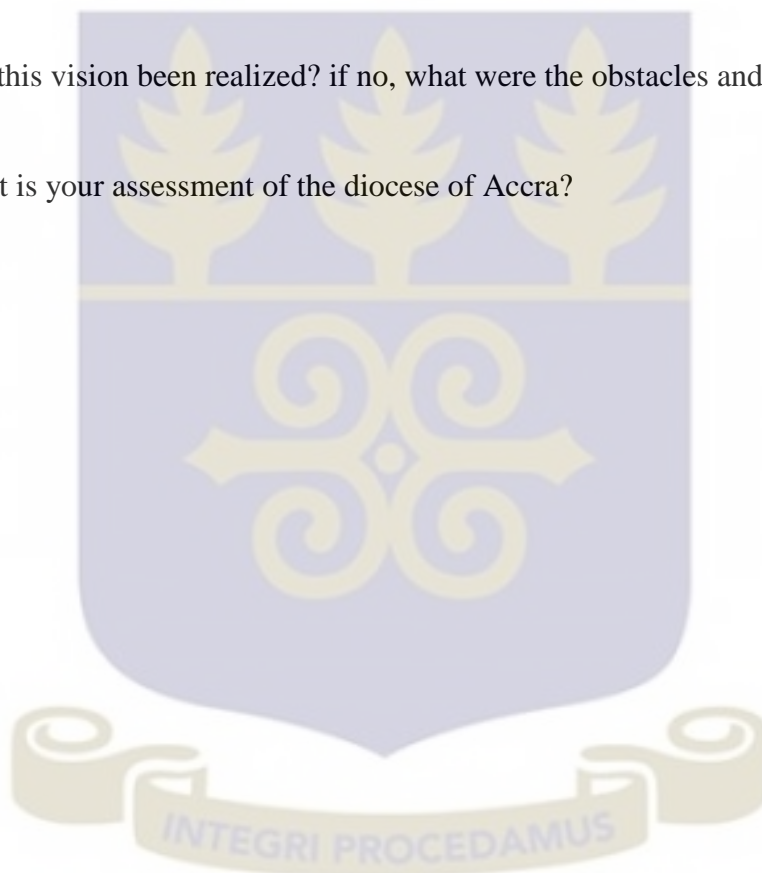 this vision been realized? if no, what were the obstacles and
t is your assessment of the diocese of Accra?
INTEGRI PROCEDAMUS